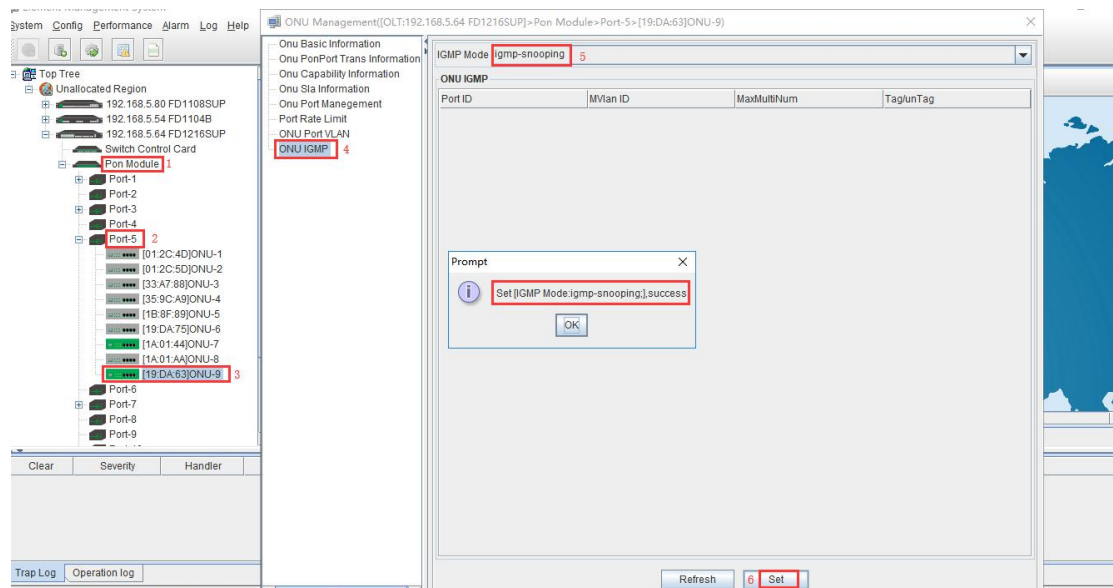 Element Management System
System Config Performance Alarm Log Help
Top Tree
Unallocated Region
192.168.5.80 FD1108SUP
192.168.5.54 FD1104B
192.168.5.64 FD1216SUP
Switch Control Card
Pon Module 1
Port-1
Port-2
Port-3
Port-4
Port-5 2
[01:2C:4D]ONU-1
[01:2C:5D]ONU-2
[33:A7:88]ONU-3
[35:9C:A9]ONU-4
[1B:8F:89]ONU-5
[19:DA:75]ONU-6
[1A:01:44]ONU-7
[1A:01:AA]ONU-8
[19:DA:63]ONU-9 3
Port-6
Port-7
Port-8
Port-9
Clear Severity Handler
Trap Log Operation log
ONU Management([OLT:192.168.5.64 FD1216SUP]>Pon Module>Port-5>[19:DA:63]ONU-9)
Onu Basic Information
Onu PonPort Trans Information
Onu Capability Information
Onu Sla Information
Onu Port Manegement
Port Rate Limit
ONU Port VLAN
ONU IGMP 4
IGMP Mode igmp-snooping 5
ONU IGMP
Port ID MVlan ID MaxMultiNum Tag/unTag
Prompt
Set [IGMP Mode:igmp-snooping;],success
OK
Refresh 6 Set